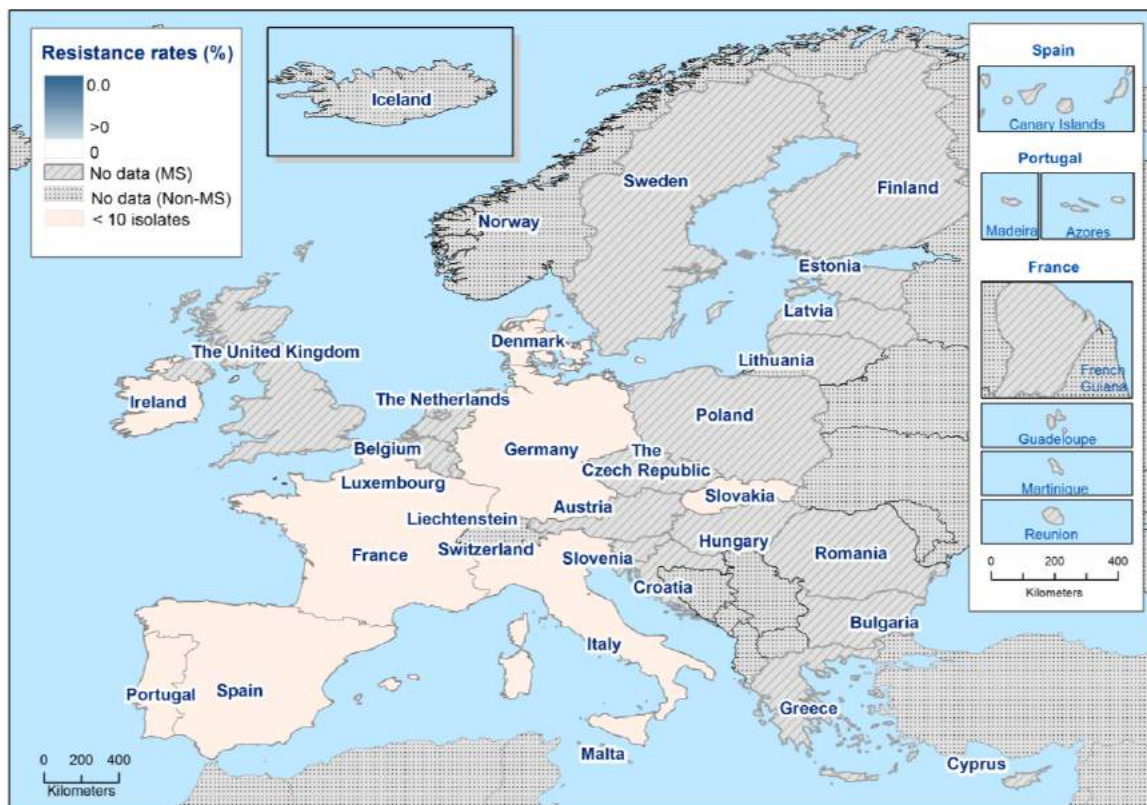 Resistance rates (%)
0.0
>0
0
No data (MS)
No data (Non-MS)
< 10 isolates
Iceland
Spain
Canary Islands
Portugal
Madeira
Azores
France
French
Guiana
Guadeloupe
Martinique
Reunion
0 200 400
Kilometers
Sweden
Finland
Norway
Estonia
Latvia
Lithuania
Denmark
The United Kingdom
Ireland
The Netherlands
Poland
Belgium
Germany
The
Czech Republic
Luxembourg
Slovakia
Austria
Liechtenstein
Switzerland
Hungary
France
Slovenia
Romania
Croatia
Bulgaria
Italy
Portugal
Spain
Greece
Malta
Cyprus
0 200 400
Kilometers